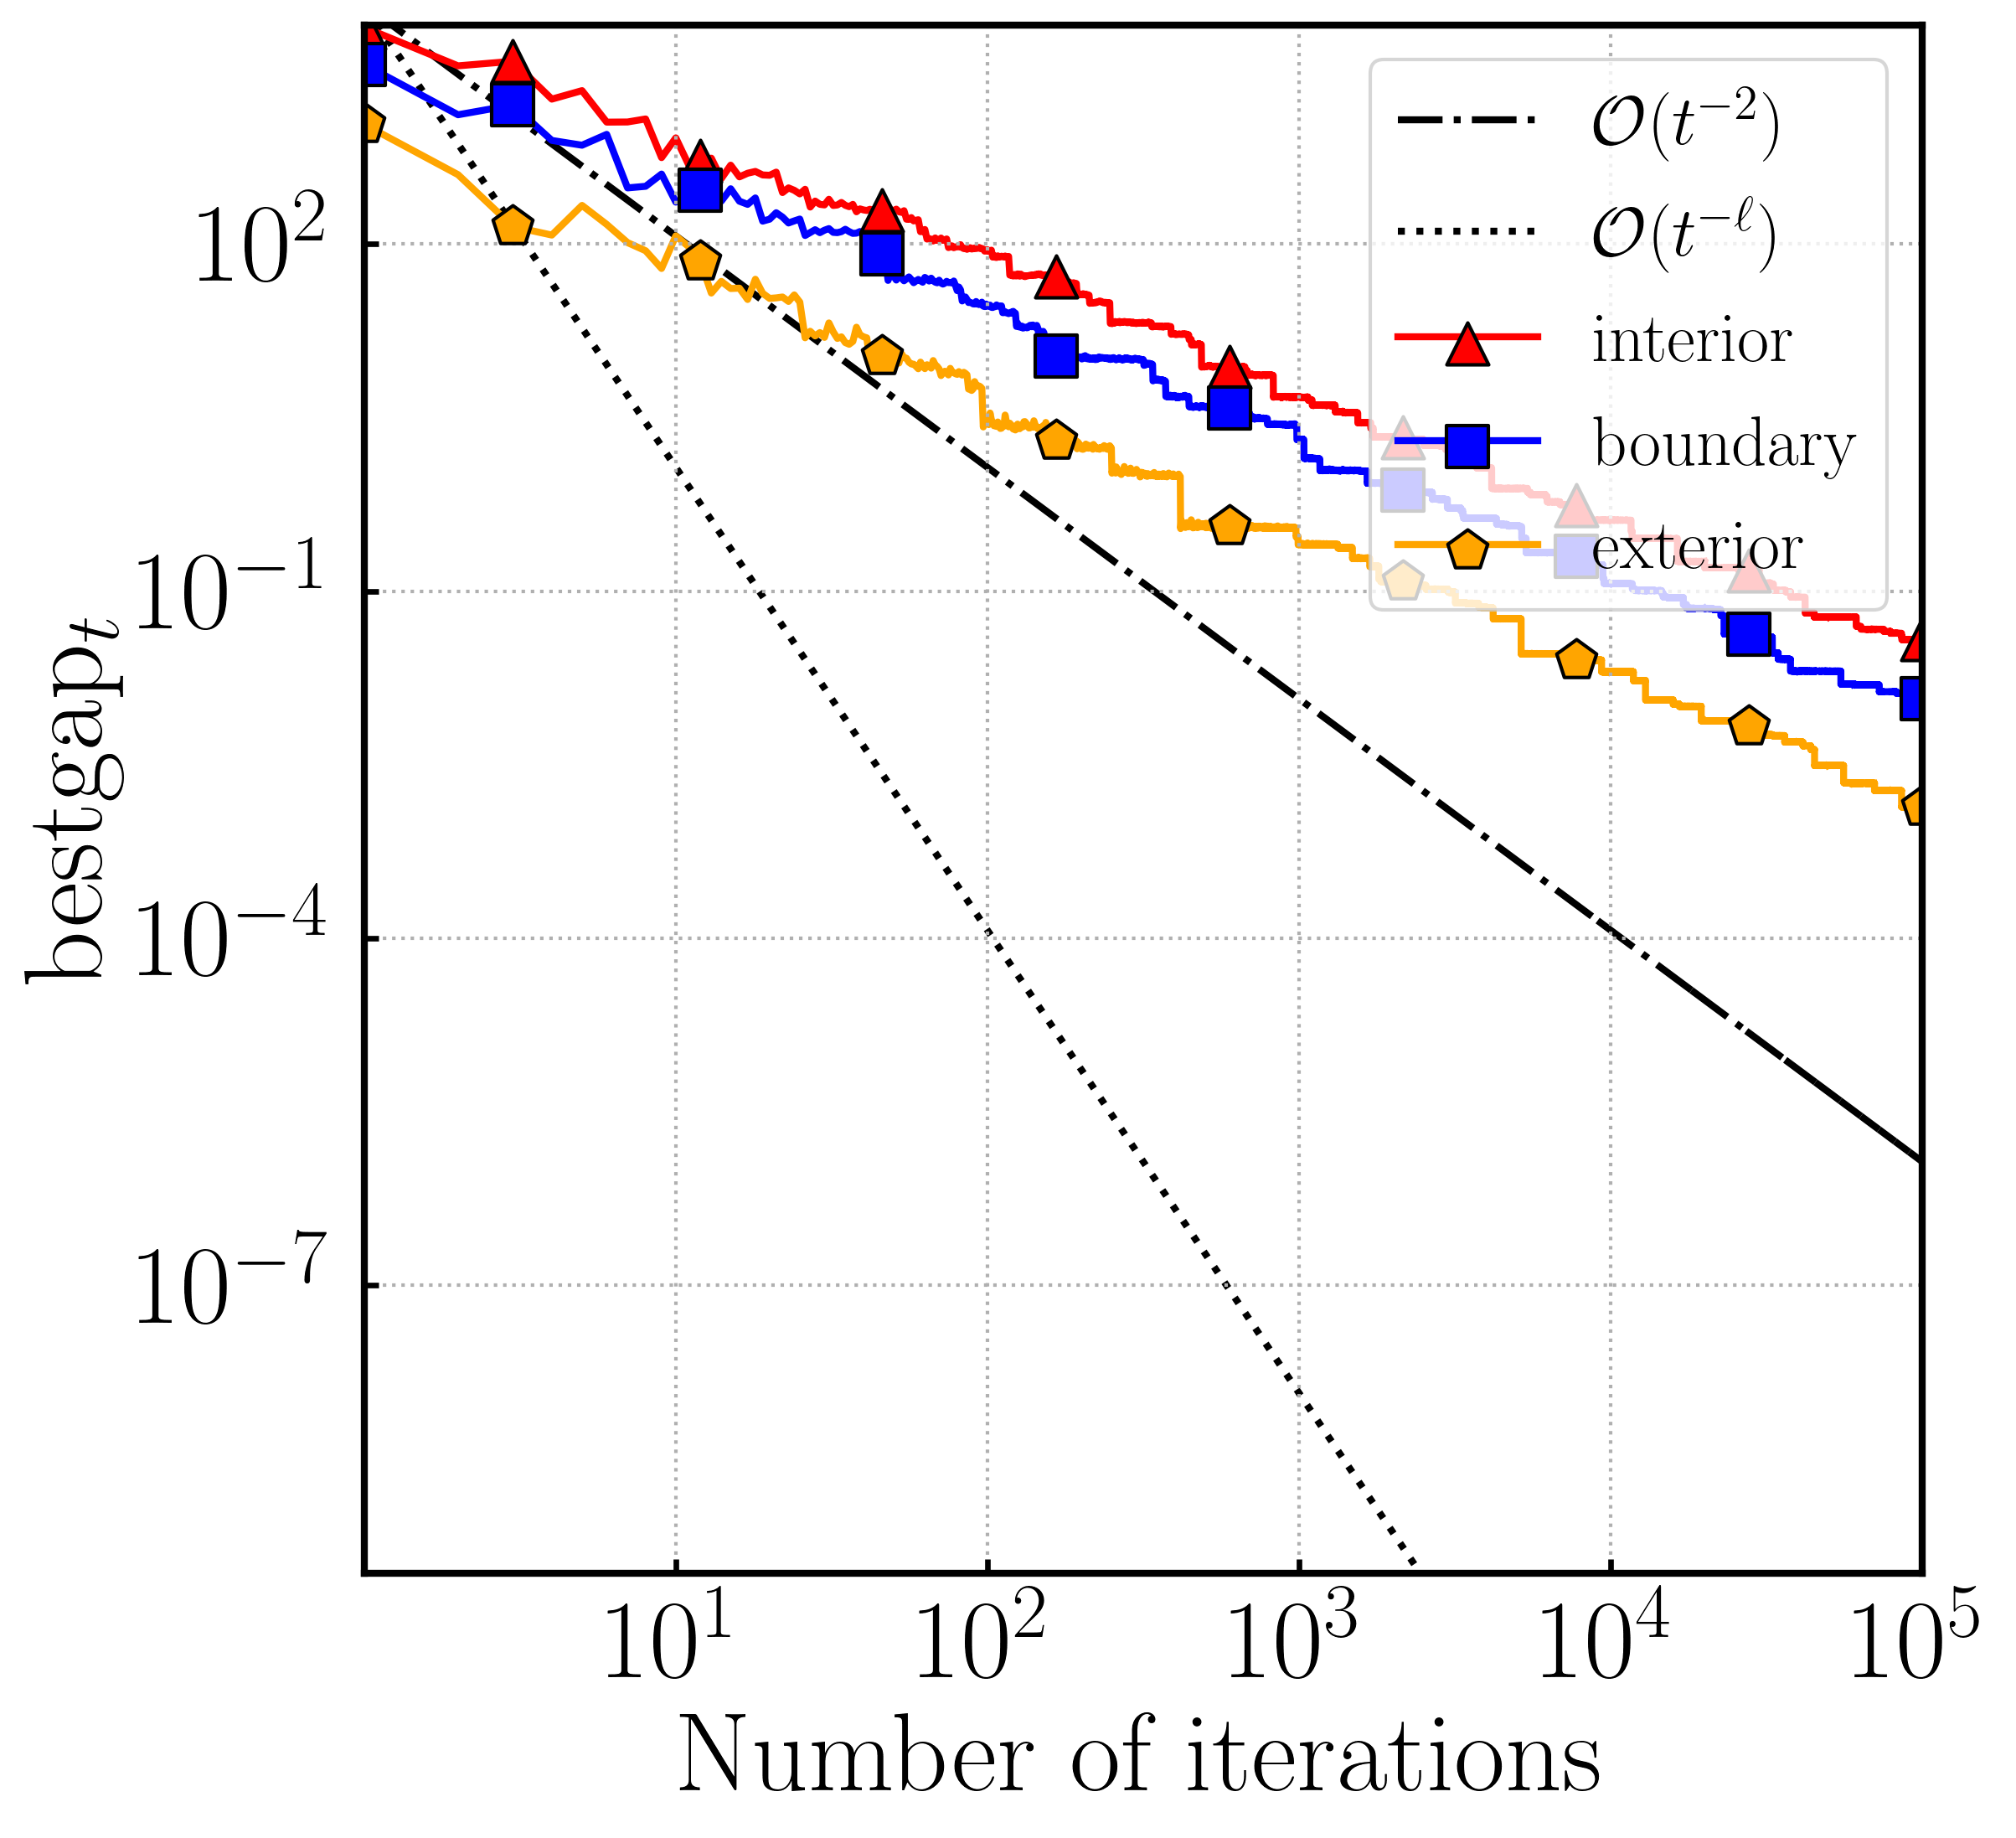 bestgap_t
10^2
10^{-1}
10^{-4}
10^{-7}
𝒪(t^{-2})
𝒪(t^{-ℓ})
interior
boundary
exterior
10^1 10^2 10^3 10^4 10^5
Number of iterations